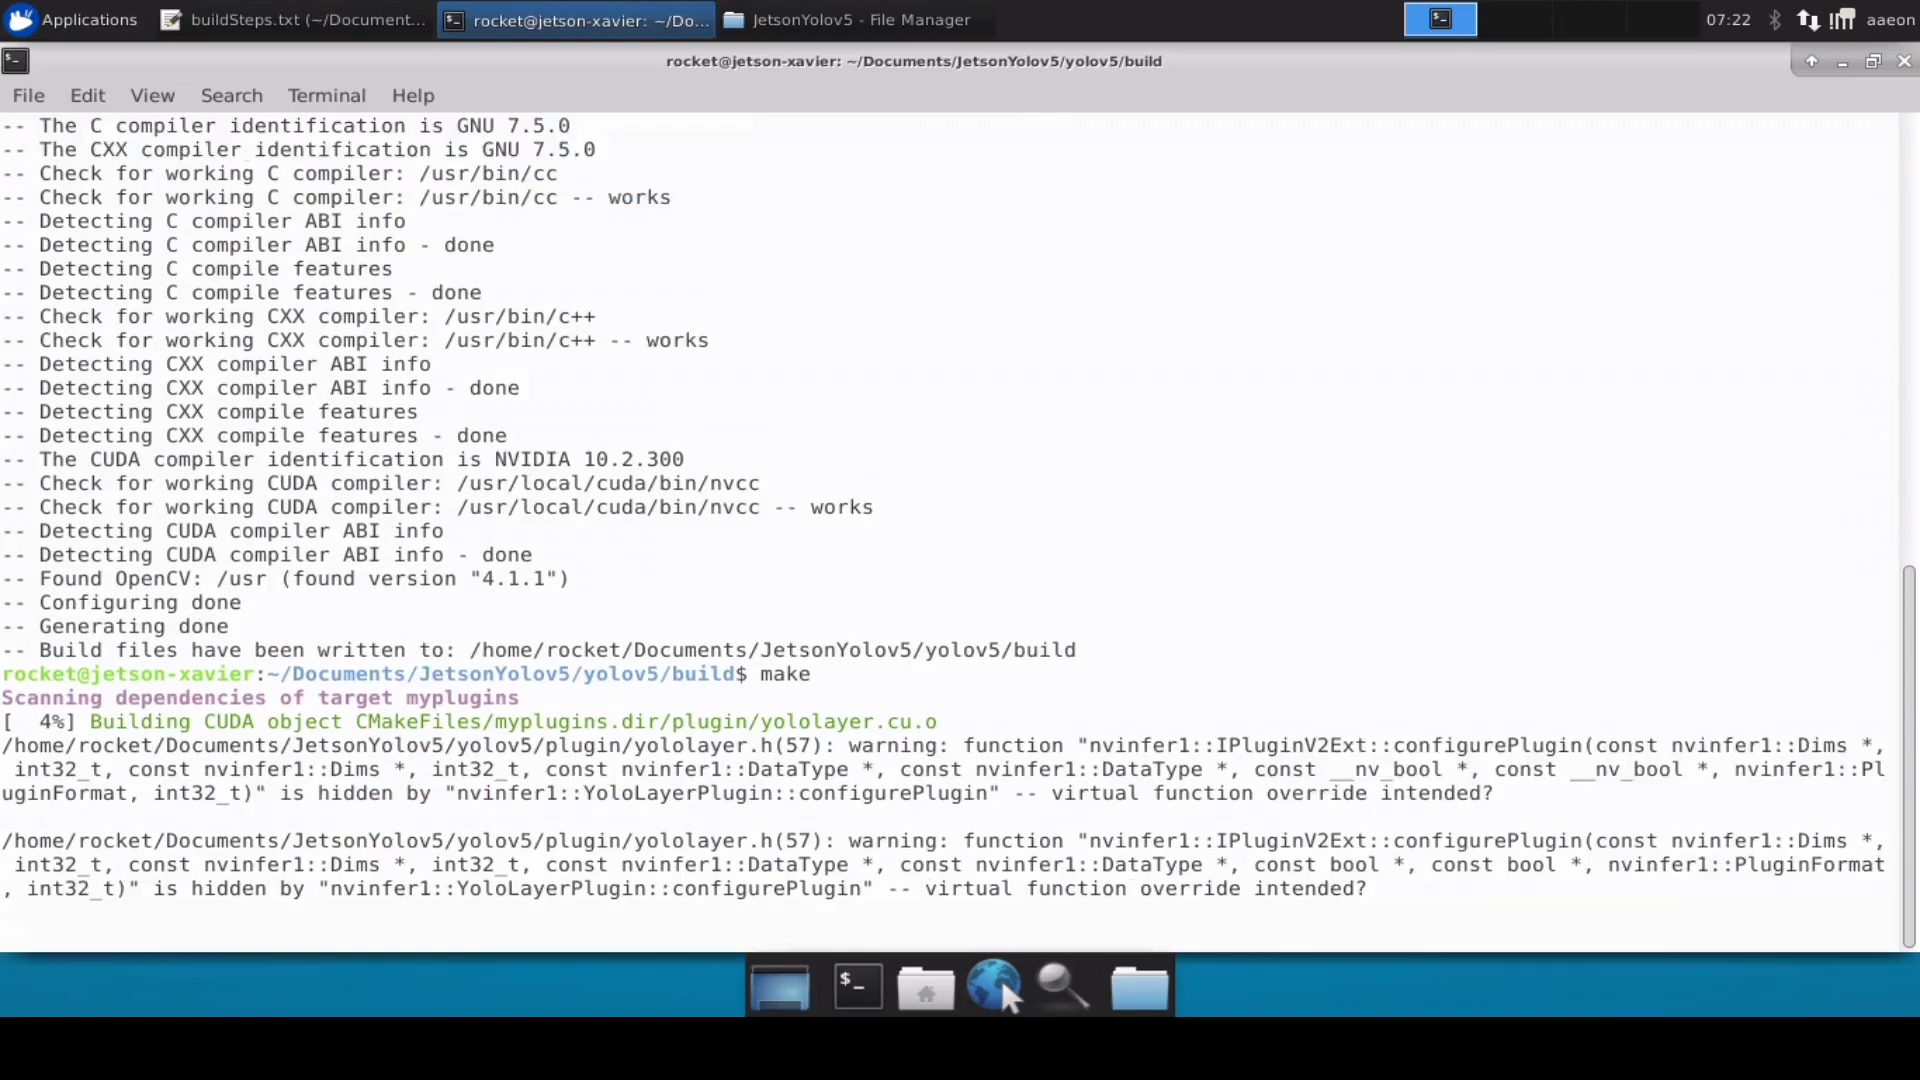 Applications
buildSteps.txt (~/Document...
rocket@jetson-xavier: ~/Do...
JetsonYolov5 - File Manager
07:22
aaeon
rocket@jetson-xavier: ~/Documents/JetsonYolov5/yolov5/build
File Edit View Search Terminal Help
-- The C compiler identification is GNU 7.5.0
-- The CXX compiler identification is GNU 7.5.0
-- Check for working C compiler: /usr/bin/cc
-- Check for working C compiler: /usr/bin/cc -- works
-- Detecting C compiler ABI info
-- Detecting C compiler ABI info - done
-- Detecting C compile features
-- Detecting C compile features - done
-- Check for working CXX compiler: /usr/bin/c++
-- Check for working CXX compiler: /usr/bin/c++ -- works
-- Detecting CXX compiler ABI info
-- Detecting CXX compiler ABI info - done
-- Detecting CXX compile features
-- Detecting CXX compile features - done
-- The CUDA compiler identification is NVIDIA 10.2.300
-- Check for working CUDA compiler: /usr/local/cuda/bin/nvcc
-- Check for working CUDA compiler: /usr/local/cuda/bin/nvcc -- works
-- Detecting CUDA compiler ABI info
-- Detecting CUDA compiler ABI info - done
-- Found OpenCV: /usr (found version "4.1.1")
-- Configuring done
-- Generating done
-- Build files have been written to: /home/rocket/Documents/JetsonYolov5/yolov5/build
rocket@jetson-xavier:~/Documents/JetsonYolov5/yolov5/build$ make
Scanning dependencies of target myplugins
[  4%] Building CUDA object CMakeFiles/myplugins.dir/plugin/yololayer.cu.o
/home/rocket/Documents/JetsonYolov5/yolov5/plugin/yololayer.h(57): warning: function "nvinfer1::IPluginV2Ext::configurePlugin(const nvinfer1::Dims *,
 int32_t, const nvinfer1::Dims *, int32_t, const nvinfer1::DataType *, const nvinfer1::DataType *, const __nv_bool *, const __nv_bool *, nvinfer1::Pl
uginFormat, int32_t)" is hidden by "nvinfer1::YoloLayerPlugin::configurePlugin" -- virtual function override intended?
/home/rocket/Documents/JetsonYolov5/yolov5/plugin/yololayer.h(57): warning: function "nvinfer1::IPluginV2Ext::configurePlugin(const nvinfer1::Dims *,
 int32_t, const nvinfer1::Dims *, int32_t, const nvinfer1::DataType *, const nvinfer1::DataType *, const bool *, const bool *, nvinfer1::PluginFormat
, int32_t)" is hidden by "nvinfer1::YoloLayerPlugin::configurePlugin" -- virtual function override intended?